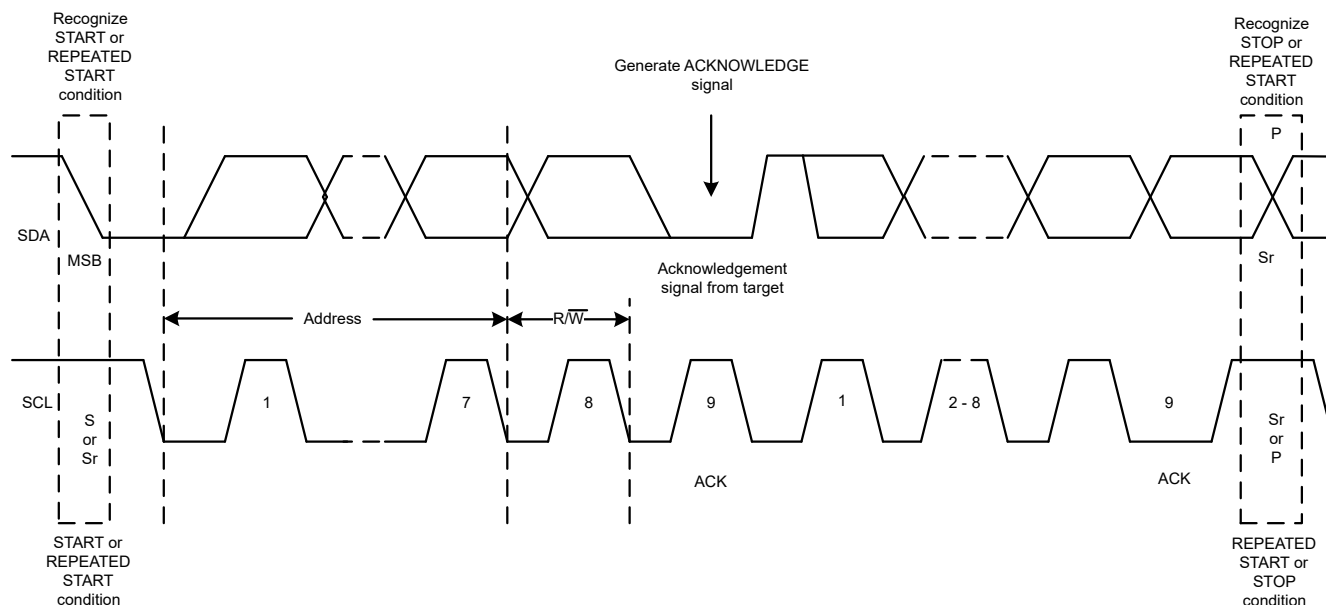 Recognize
START or
REPEATED
START
condition
Recognize
STOP or
REPEATED
START
condition
Generate ACKNOWLEDGE
signal
P
SDA
MSB
Acknowledgement
signal from target
Sr
Address
R/W̅
SCL
S
or
Sr
1
7
8
9
1
2 - 8
9
Sr
or
P
ACK
ACK
START or
REPEATED
START
condition
REPEATED
START or
STOP
condition